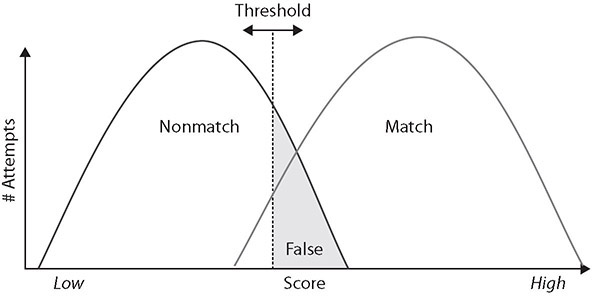 Threshold
Nonmatch
Match
# Attempts
False
Low
Score
High